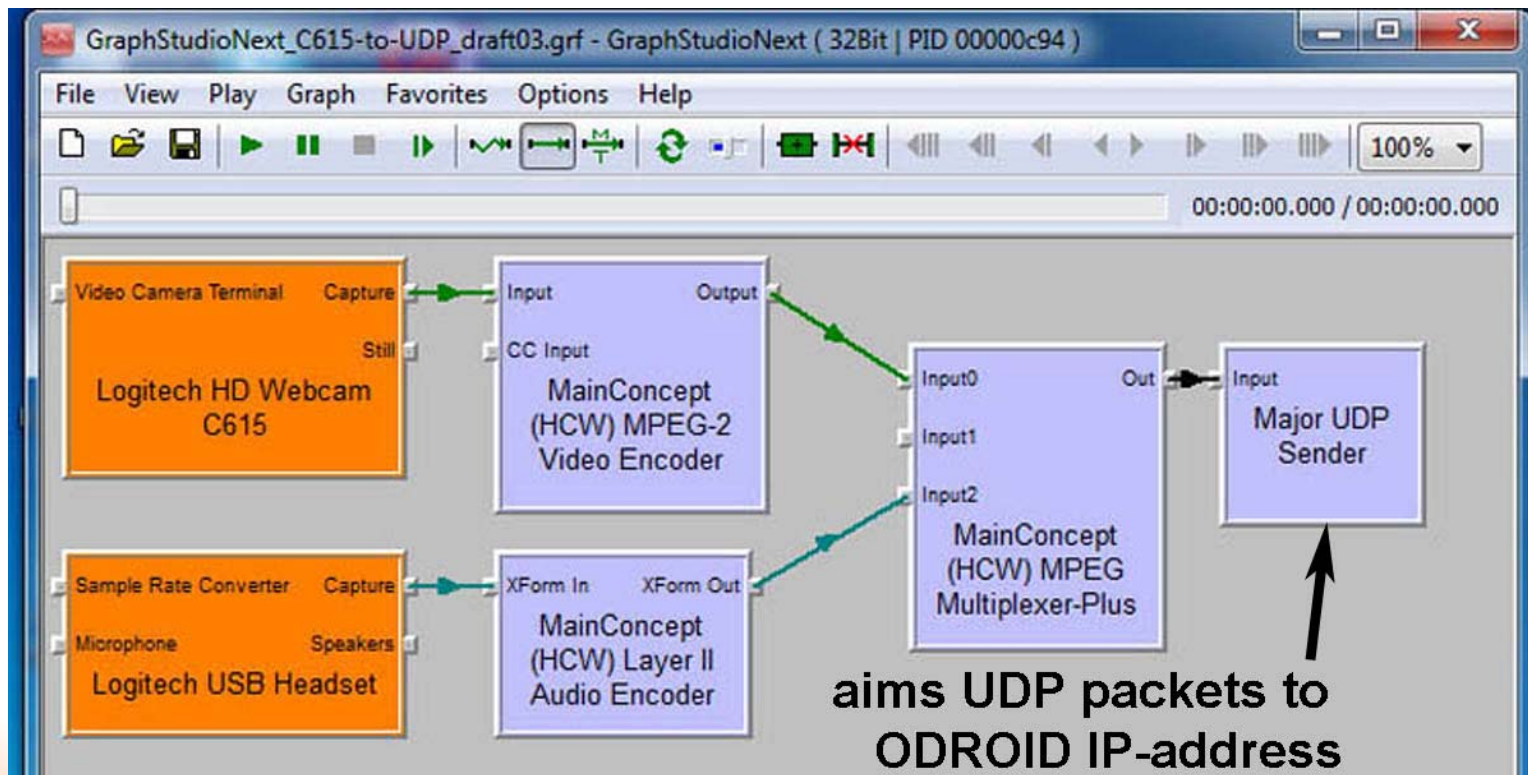 GraphStudioNext_C615-to-UDP_draft03.grf - GraphStudioNext ( 32Bit | PID 00000c94 )
File View Play Graph Favorites Options Help
100%
00:00:00.000 / 00:00:00.000
Video Camera Terminal Capture
Still
Logitech HD Webcam
C615
Input Output
CC Input
MainConcept
(HCW) MPEG-2
Video Encoder
Input0 Out
Input1
Input2
MainConcept
(HCW) MPEG
Multiplexer-Plus
Input
Major UDP
Sender
Sample Rate Converter Capture
Microphone Speakers
Logitech USB Headset
XForm In XForm Out
MainConcept
(HCW) Layer II
Audio Encoder
aims UDP packets to
ODROID IP-address